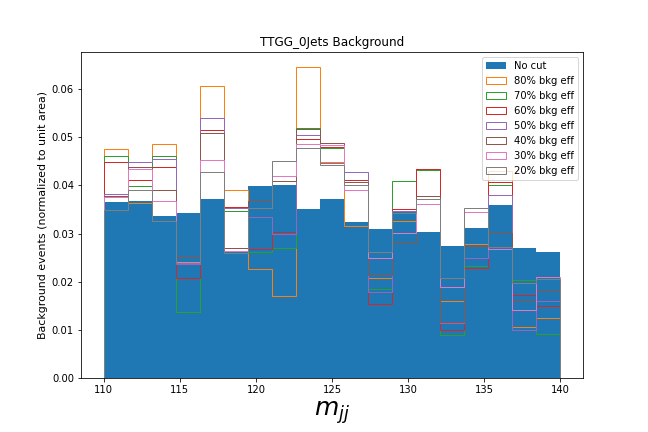 TTGG_0Jets Background
Background events (normalized to unit area)
0.06
0.05
0.04
0.03
0.02
0.01
0.00
No cut
80% bkg eff
70% bkg eff
60% bkg eff
50% bkg eff
40% bkg eff
30% bkg eff
20% bkg eff
110
115
120
125
130
135
140
m_{jj}